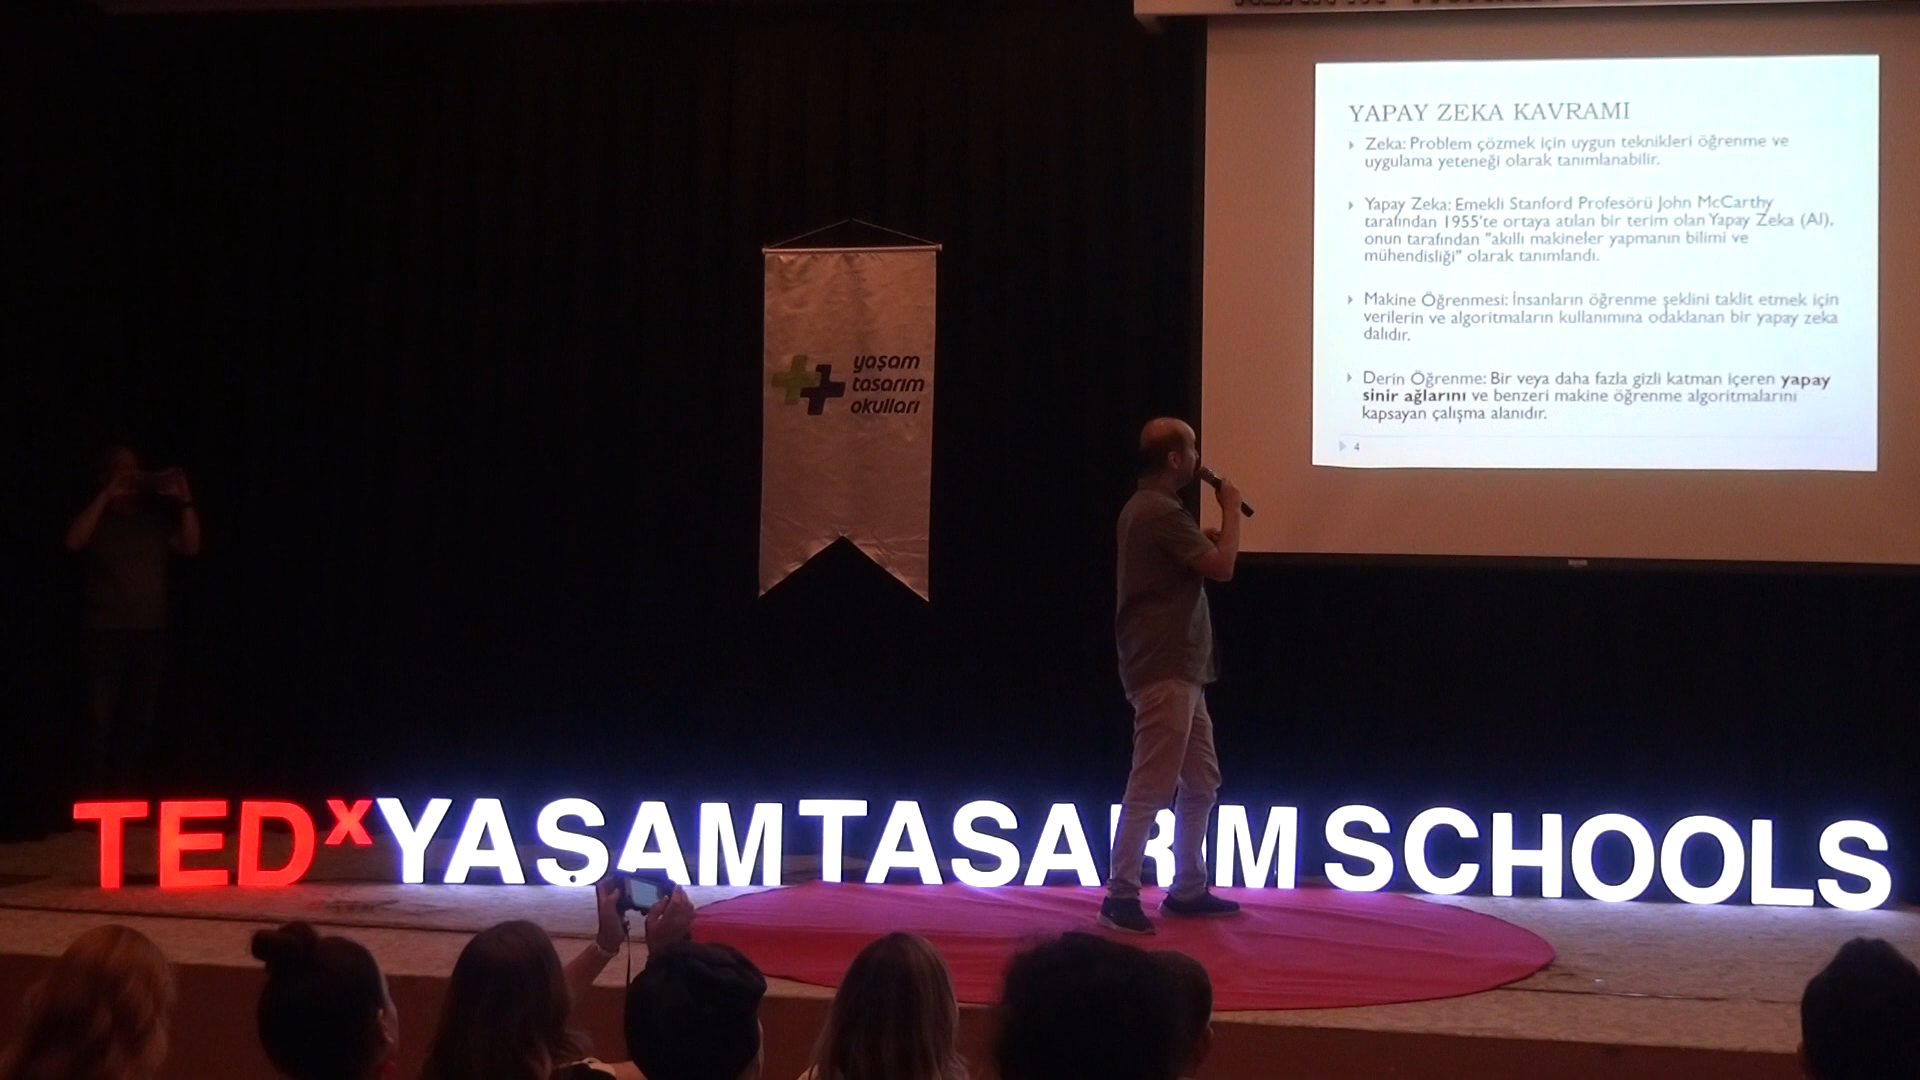 YAPAY ZEKA KAVRAMI
Zeka: Problem çözmek için uygun teknikleri öğrenme ve
uygulama yeteneği olarak tanımlanabilir.
Yapay Zeka: Emekli Stanford Profesörü John McCarthy
tarafından 1955'te ortaya atılan bir terim olan Yapay Zeka (AI),
onun tarafından "akıllı makineler yapmanın bilimi ve
mühendisliği" olarak tanımlandı.
Makine Öğrenmesi: İnsanların öğrenme şeklini taklit etmek için
verilerin ve algoritmaların kullanımına odaklanan bir yapay zeka
dalıdır.
Derin Öğrenme: Bir veya daha fazla gizli katman içeren yapay
sinir ağlarını ve benzeri makine öğrenme algoritmalarını
kapsayan çalışma alanıdır.
4
yaşam
tasarım
okulları
TEDxYAŞAMTASARIMSCHOOLS